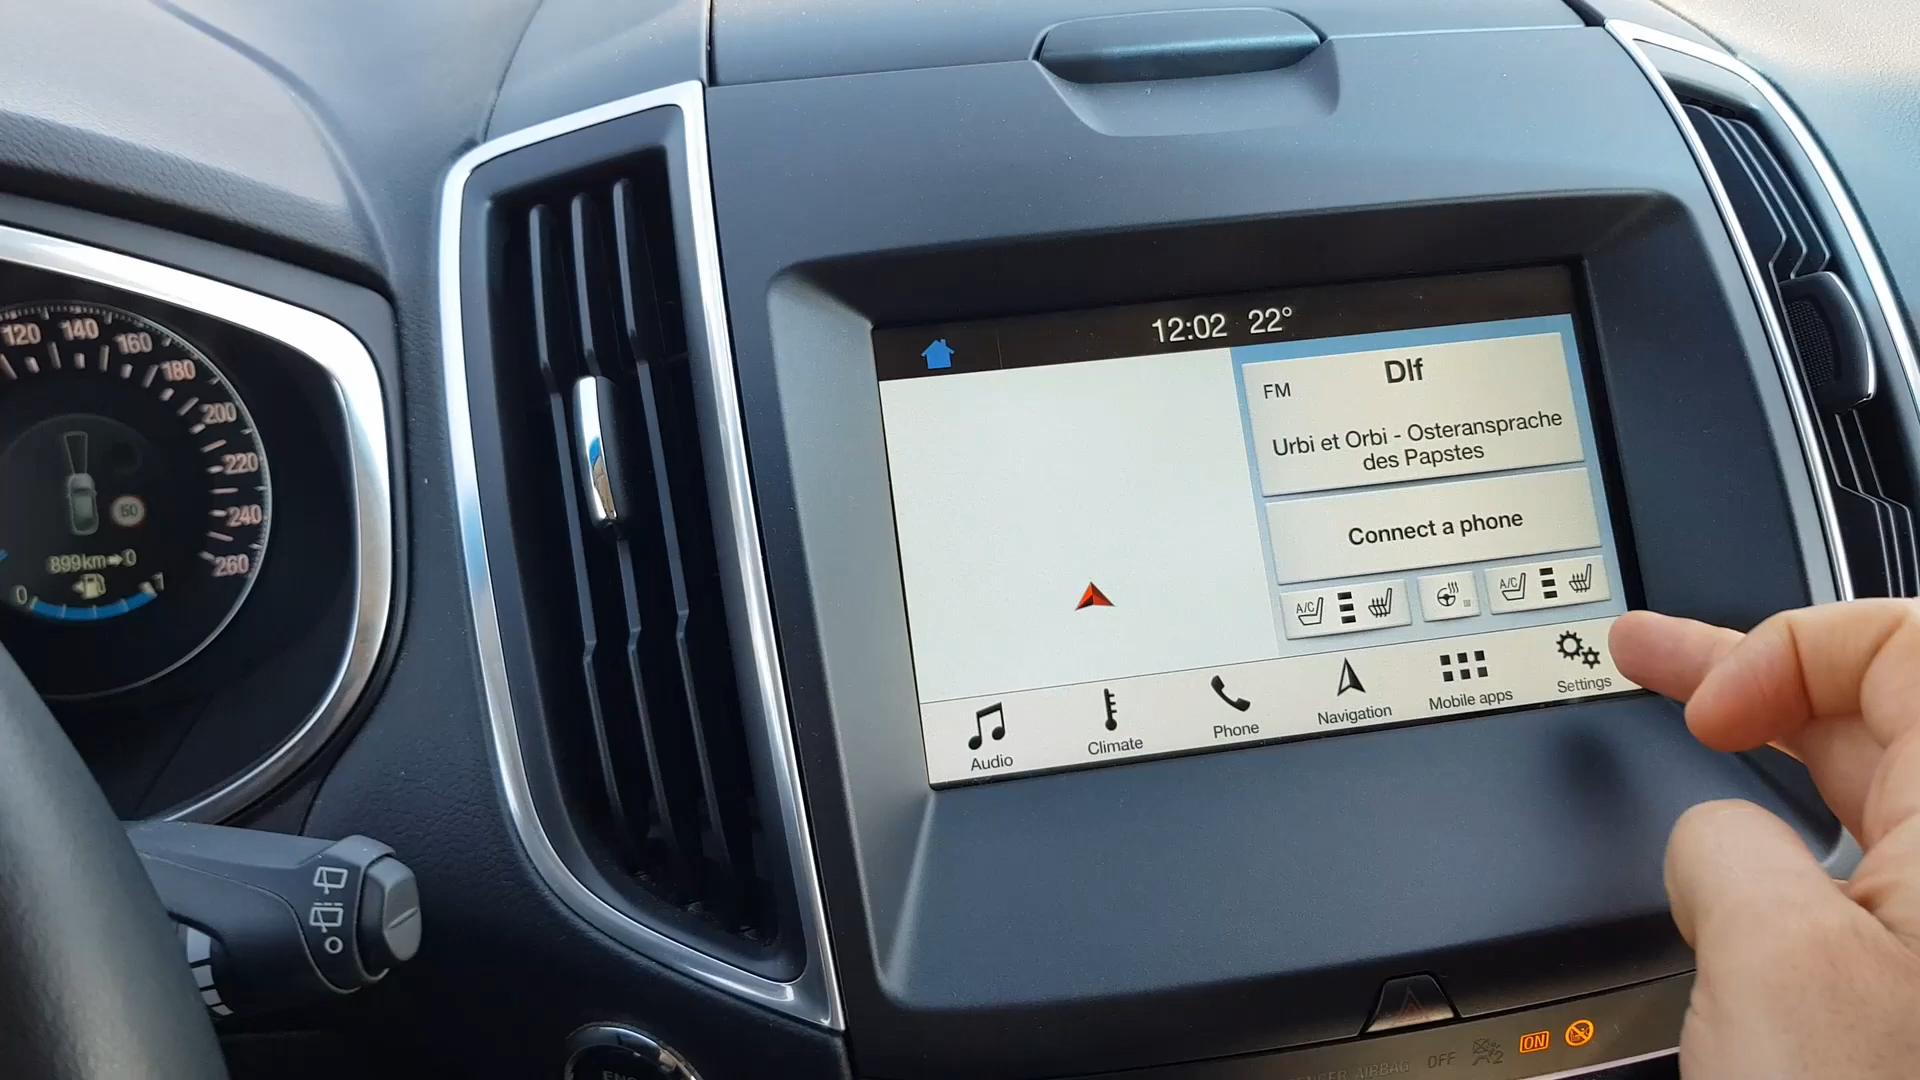 120
140
160
180
200
220
240
260
50
899km→0
0
12:02 22°
FM
Dlf
Urbi et Orbi - Osteransprache
des Papstes
Connect a phone
A/C
A/C
Audio
Climate
Phone
Navigation
Mobile apps
Settings
AIRBAG OFF
2
ON